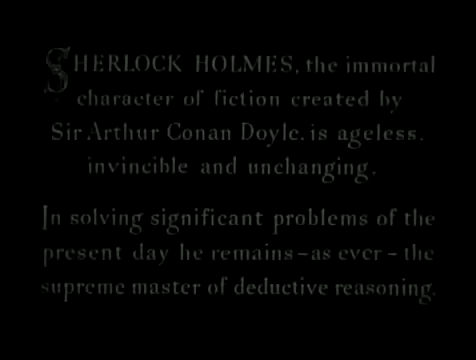 SHERLOCK HOLMES, the immortal
character of fiction created by
Sir Arthur Conan Doyle, is ageless,
invincible and unchanging.
In solving significant problems of the
present day he remains–as ever–the
supreme master of deductive reasoning.